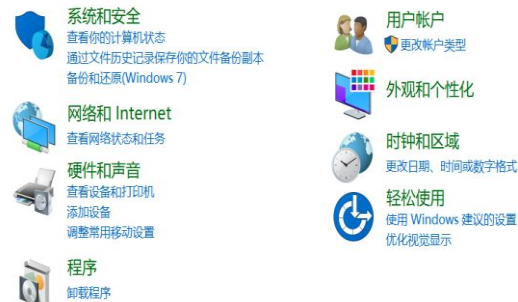 系统和安全
查看你的计算机状态
通过文件历史记录保存你的文件备份副本
备份和还原(Windows 7)
网络和 Internet
查看网络状态和任务
硬件和声音
查看设备和打印机
添加设备
调整常用移动设置
程序
卸载程序
用户帐户
更改帐户类型
外观和个性化
时钟和区域
更改日期、时间或数字格式
轻松使用
使用 Windows 建议的设置
优化视觉显示